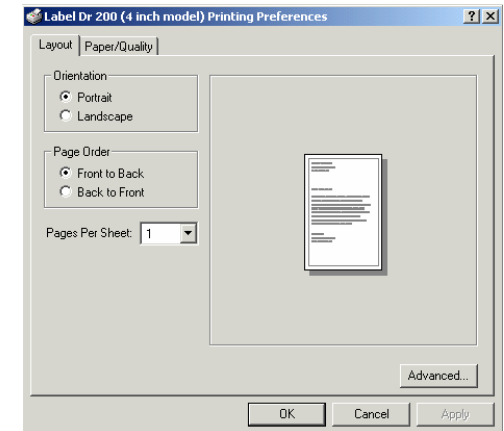 Label Dr 200 (4 inch model) Printing Preferences
Layout
Paper/Quality
Orientation
Portrait
Landscape
Page Order
Front to Back
Back to Front
Pages Per Sheet: 1
Advanced...
OK
Cancel
Apply